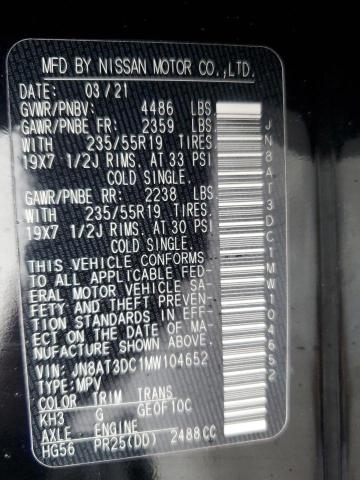 MFD BY NISSAN MOTOR CO.,LTD.
DATE: 03/21
GVWR/PNBV: 4486 LBS
GAWR/PNBE FR: 2359 LBS.
WITH 235/55R19 TIRES.
19X7 1/2J RIMS. AT 33 PSI
COLD SINGLE.
GAWR/PNBE RR: 2238 LBS.
WITH 235/55R19 TIRES.
19X7 1/2J RIMS. AT 30 PSI
COLD SINGLE.
THIS VEHICLE CONFORMS
TO ALL APPLICABLE FED-
ERAL MOTOR VEHICLE SA-
FETY AND THEFT PREVEN-
TION STANDARDS IN EFF-
ECT ON THE DATE OF MA-
NUFACTURE SHOWN ABOVE.
VIN: JN8AT3DC1MW104652
TYPE: MPV
COLOR TRIM TRANS
KH3 G GE0F10C
AXLE: ENGINE
HG56 PR25(DD) 2488CC
JN8AT3DC1MW104652